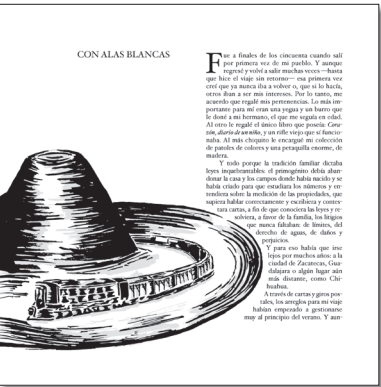 CON ALAS BLANCAS
Fue a finales de los cincuenta cuando salí
por primera vez de mi pueblo. Y aunque
regresé y volví a salir muchas veces —hasta
que hice el viaje sin retorno— esa primera vez
creí que ya nunca iba a volver o, que si lo hacía,
otros iban a ser mis intereses. Por lo tanto, me
acuerdo que regalé mis pertenencias. Lo más im-
portante para mí eran una yegua y un burro que
le doné a mi hermano, el que me seguía en edad.
Al otro le regalé el único libro que poseía: Cora-
zón, diario de un niño, y un rifle viejo que sí funcio-
naba. Al más chiquito le encargué mi colección
de patoles de colores y una petaquilla enorme, de
madera.
Y todo porque la tradición familiar dictaba
leyes inquebrantables: el primogénito debía aban-
donar la casa y los campos donde había nacido y se
había criado para que estudiara los números y en-
tendiera sobre la medición de las propiedades, que
supiera hablar correctamente y escribiera y contes-
tara cartas, a fin de que conociera las leyes y re-
solviera, a favor de la familia, los litigios
que nunca faltaban: de límites, del
derecho de aguas, de daños y
perjuicios.
Y para eso había que irse
lejos por muchos años: a la
ciudad de Zacatecas, Gua-
dalajara o algún lugar aún
más distante, como Chi-
huahua.
A través de cartas y giros pos-
tales, los arreglos para mi viaje
habían empezado a gestionarse
muy al principio del verano. Y aun-